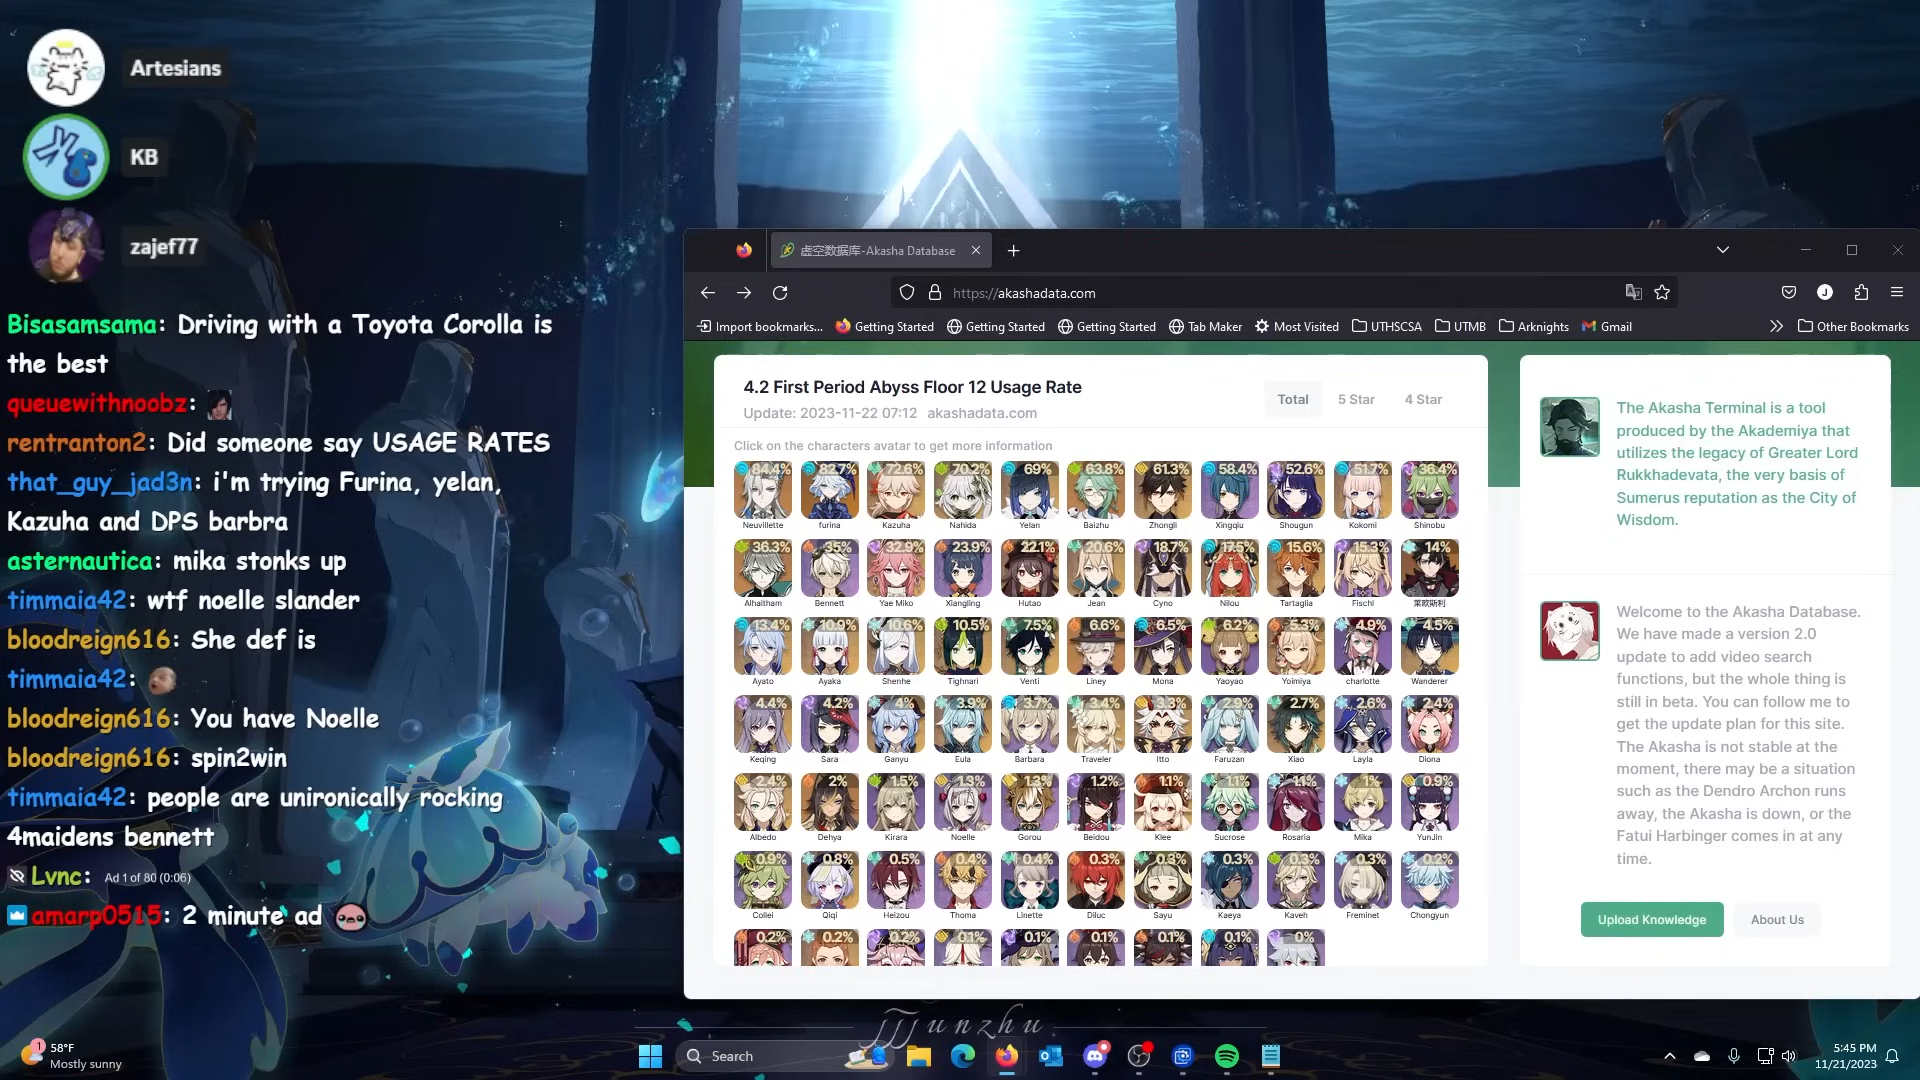 Artesians
KB
zajef77
Bisasamsama: Driving with a Toyota Corolla is
the best
queuewithnoobz:
rentranton2: Did someone say USAGE RATES
that_guy_jad3n: i'm trying Furina, yelan,
Kazuha and DPS barbra
asternautica: mika stonks up
timmaia42: wtf noelle slander
bloodreign616: She def is
timmaia42:
bloodreign616: You have Noelle
bloodreign616: spin2win
timmaia42: people are unironically rocking
4maidens bennett
Lvnc: Ad 1 of 80 (0:06)
amarp0515: 2 minute ad
虚空数据库-Akasha Database
https://akashadata.com
Import bookmarks... Getting Started Getting Started Getting Started Tab Maker Most Visited UTHSCSA UTMB Arknights Gmail Other Bookmarks
4.2 First Period Abyss Floor 12 Usage Rate
Update: 2023-11-22 07:12 akashadata.com
Total 5 Star 4 Star
Click on the characters avatar to get more information
84.4% 82.7% 72.6% 70.2% 69% 63.8% 61.3% 58.4% 52.6% 51.7% 36.4%
Neuvillette furina Kazuha Nahida Yelan Baizhu Zhongli Xingqiu Shougun Kokomi Shinobu
36.3% 35% 32.9% 23.9% 22.1% 20.6% 18.7% 17.5% 15.6% 15.3% 14%
Alhaitham Bennett Yae Miko Xiangling Hutao Jean Cyno Nilou Tartaglia Fischl 莱欧斯利
13.4% 10.9% 10.6% 10.5% 7.5% 6.6% 6.5% 6.2% 5.3% 4.9% 4.5%
Ayato Ayaka Shenhe Tighnari Venti Liney Mona Yaoyao Yoimiya charlotte Wanderer
4.4% 4.2% 4% 3.9% 3.7% 3.4% 3.3% 2.9% 2.7% 2.6% 2.4%
Keqing Sara Ganyu Eula Barbara Traveler Itto Faruzan Xiao Layla Diona
2.4% 2% 1.5% 1.3% 1.3% 1.2% 1.1% 1.1% 1.1% 1% 0.9%
Albedo Dehya Kirara Noelle Gorou Beidou Klee Sucrose Rosaria Mika YunJin
0.9% 0.8% 0.5% 0.4% 0.4% 0.3% 0.3% 0.3% 0.3% 0.3% 0.2%
Collei Qiqi Heizou Thoma Linette Diluc Sayu Kaeya Kaveh Freminet Chongyun
0.2% 0.2% 0.2% 0.1% 0.1% 0.1% 0.1% 0.1% 0%
The Akasha Terminal is a tool
produced by the Akademiya that
utilizes the legacy of Greater Lord
Rukkhadevata, the very basis of
Sumerus reputation as the City of
Wisdom.
Welcome to the Akasha Database.
We have made a version 2.0
update to add video search
functions, but the whole thing is
still in beta. You can follow me to
get the update plan for this site.
The Akasha is not stable at the
moment, there may be a situation
such as the Dendro Archon runs
away, the Akasha is down, or the
Fatui Harbinger comes in at any
time.
Upload Knowledge About Us
58°F
Mostly sunny
Search
5:45 PM
11/21/2023